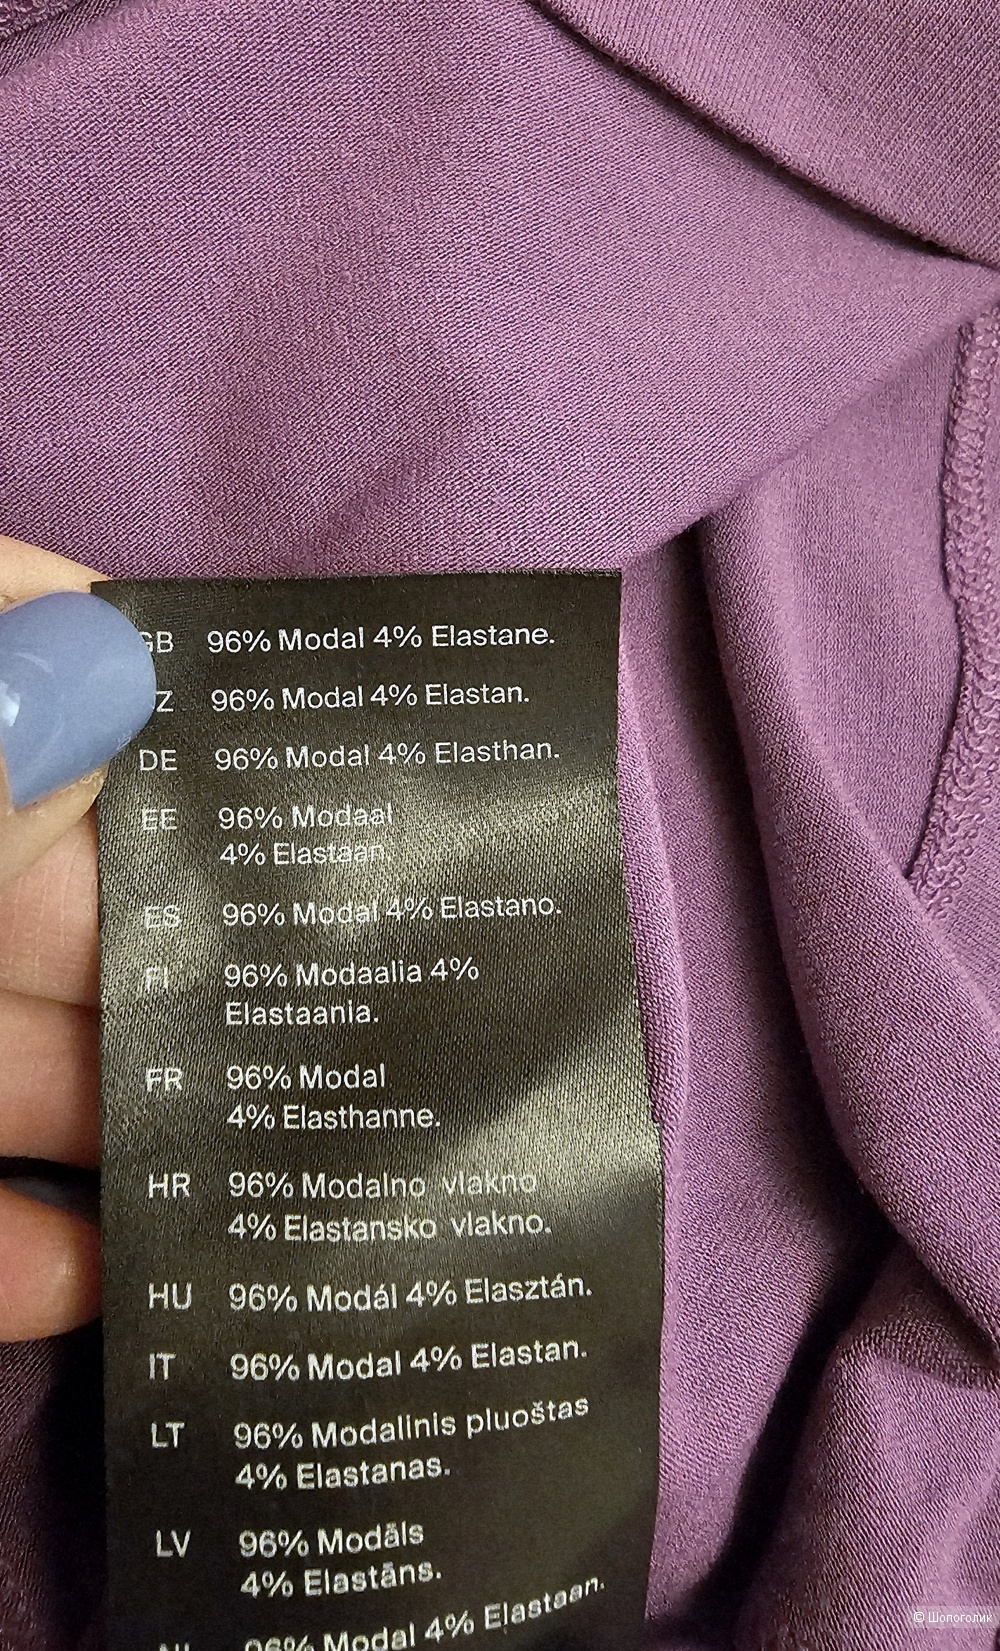 GB 96% Modal 4% Elastane.
Z 96% Modal 4% Elastan.
DE 96% Modal 4% Elasthan.
EE 96% Modaal
4% Elastaan.
ES 96% Modal 4% Elastano.
FI 96% Modaalia 4%
Elastaania.
FR 96% Modal
4% Elasthanne.
HR 96% Modalno vlakno
4% Elastansko vlakno.
HU 96% Modál 4% Elasztán.
IT 96% Modal 4% Elastan.
LT 96% Modalinis pluoštas
4% Elastanas.
LV 96% Modāls
4% Elastāns.
96% Modal 4% Elastaan.
© Шопоголик